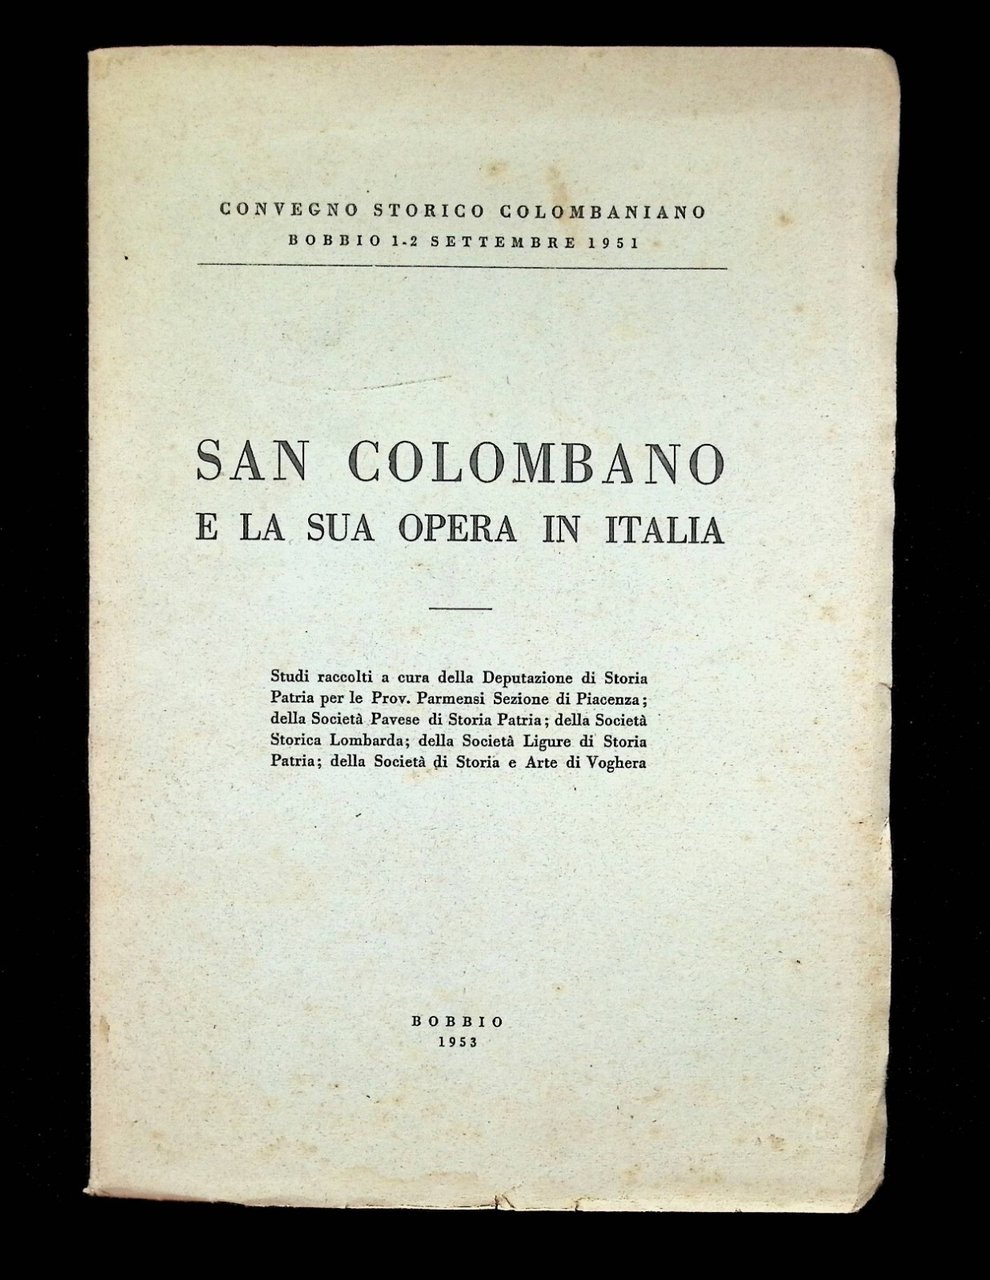 CONVEGNO STORICO COLOMBANIANO
BOBBIO 1-2 SETTEMBRE 1951
SAN COLOMBANO
E LA SUA OPERA IN ITALIA
Studi raccolti a cura della Deputazione di Storia
Patria per le Prov. Parmensi Sezione di Piacenza;
della Società Pavese di Storia Patria; della Società
Storica Lombarda; della Società Ligure di Storia
Patria; della Società di Storia e Arte di Voghera
BOBBIO
1953